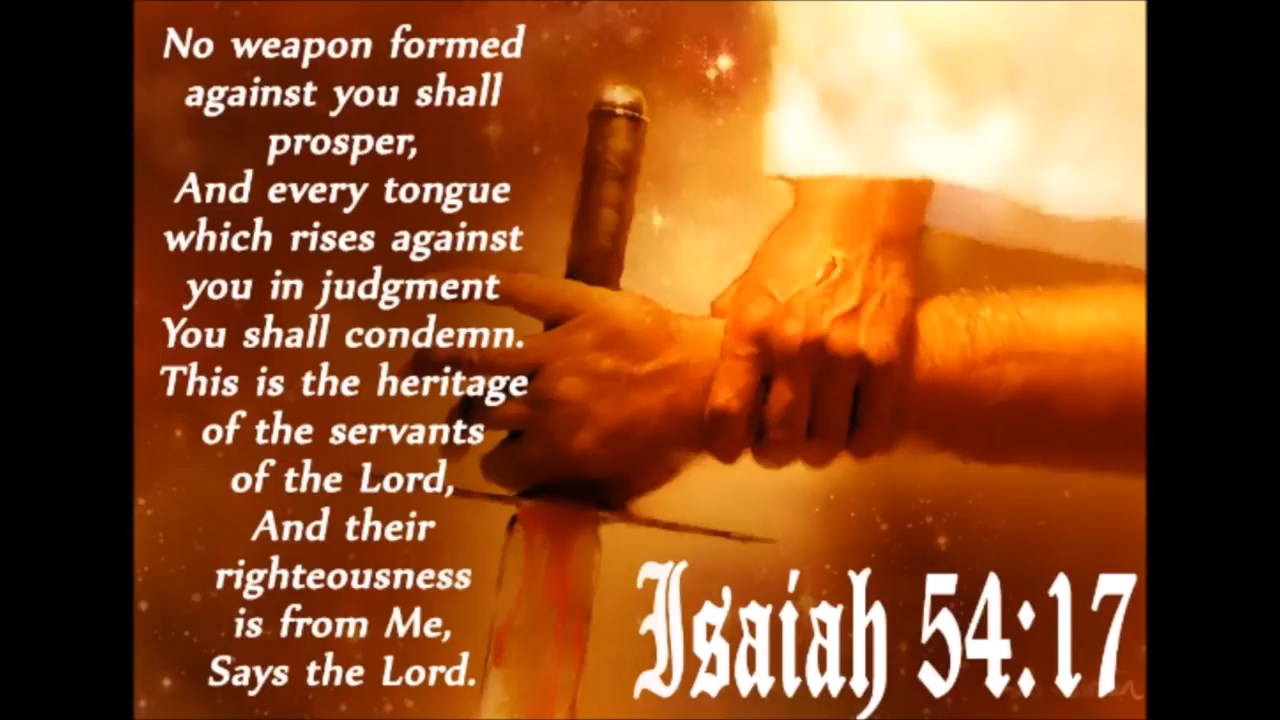 No weapon formed
against you shall
prosper,
And every tongue
which rises against
you in judgment
You shall condemn.
This is the heritage
of the servants
of the Lord,
And their
righteousness
is from Me,
Says the Lord.
Isaiah 54:17